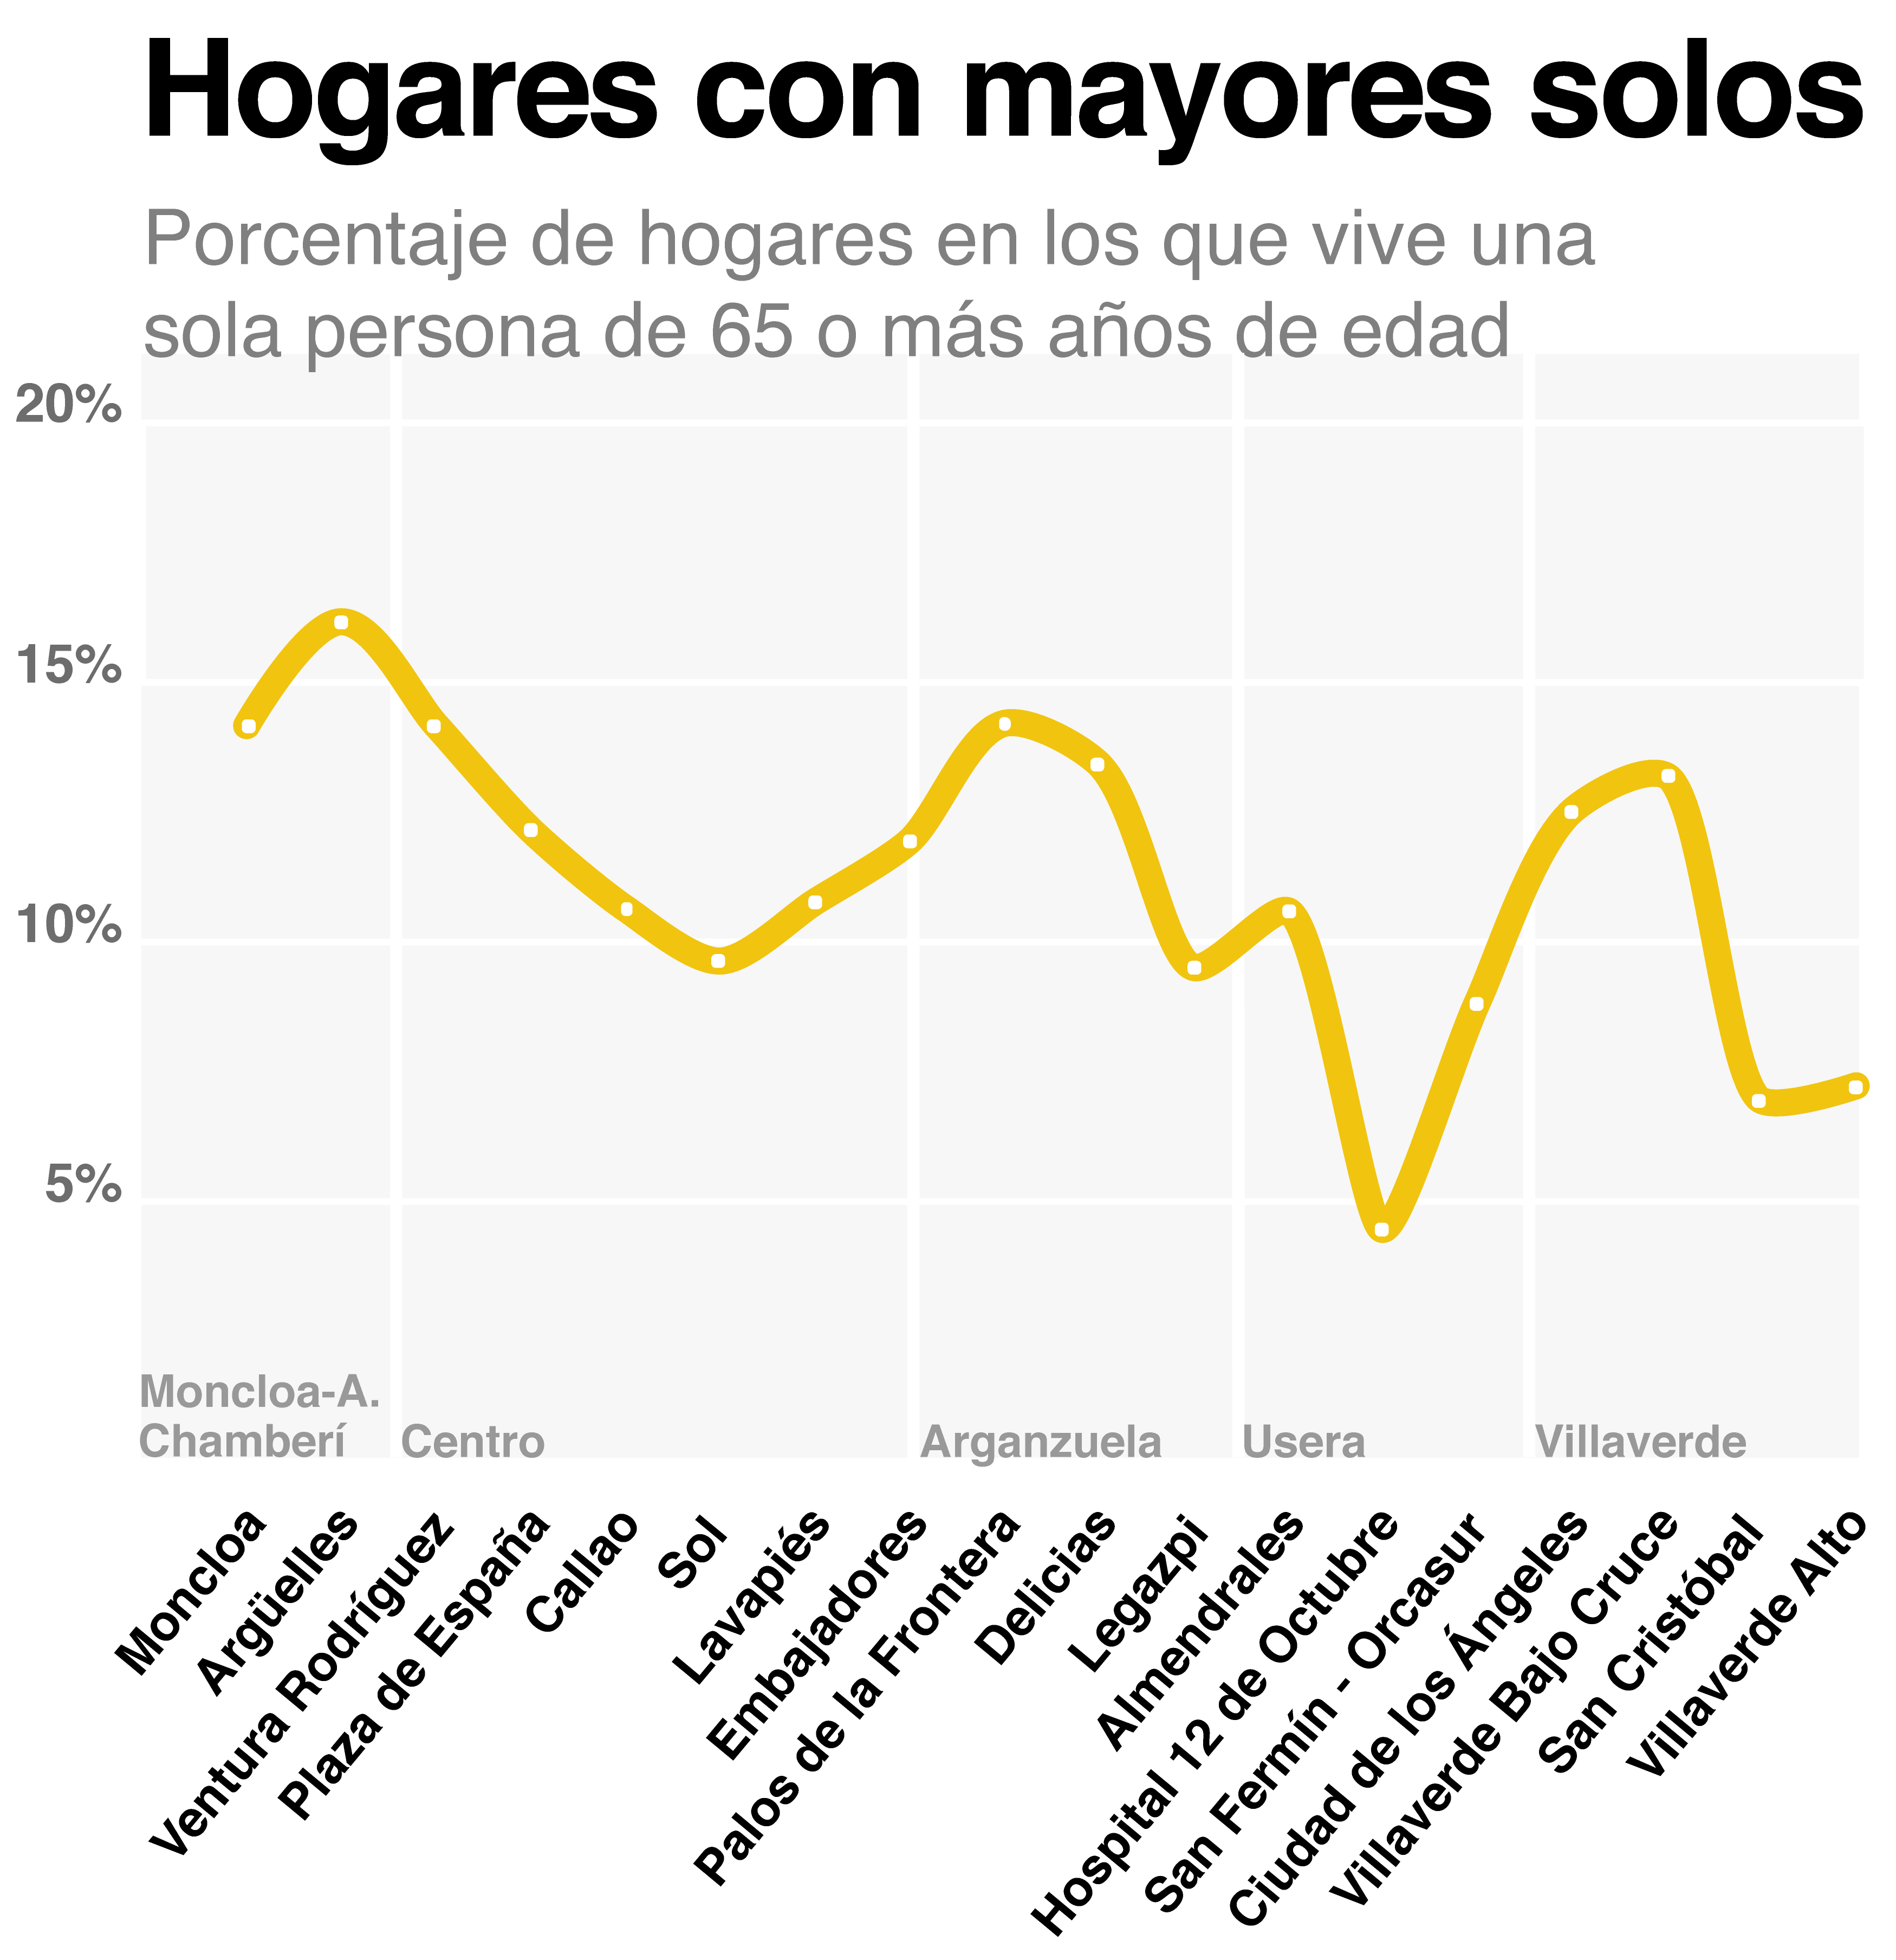 Hogares con mayores solos
Porcentaje de hogares en los que vive una
sola persona de 65 o más años de edad
20%
15%
10%
5%
Moncloa-A.
Chamberí
Centro
Arganzuela
Usera
Villaverde
Moncloa
Argüelles
Ventura Rodríguez
Plaza de España
Callao
Sol
Lavapiés
Embajadores
Palos de la Frontera
Delicias
Legazpi
Almendrales
Hospital 12 de Octubre
San Fermín - Orcasur
Ciudad de los Ángeles
Villaverde Bajo Cruce
San Cristóbal
Villaverde Alto